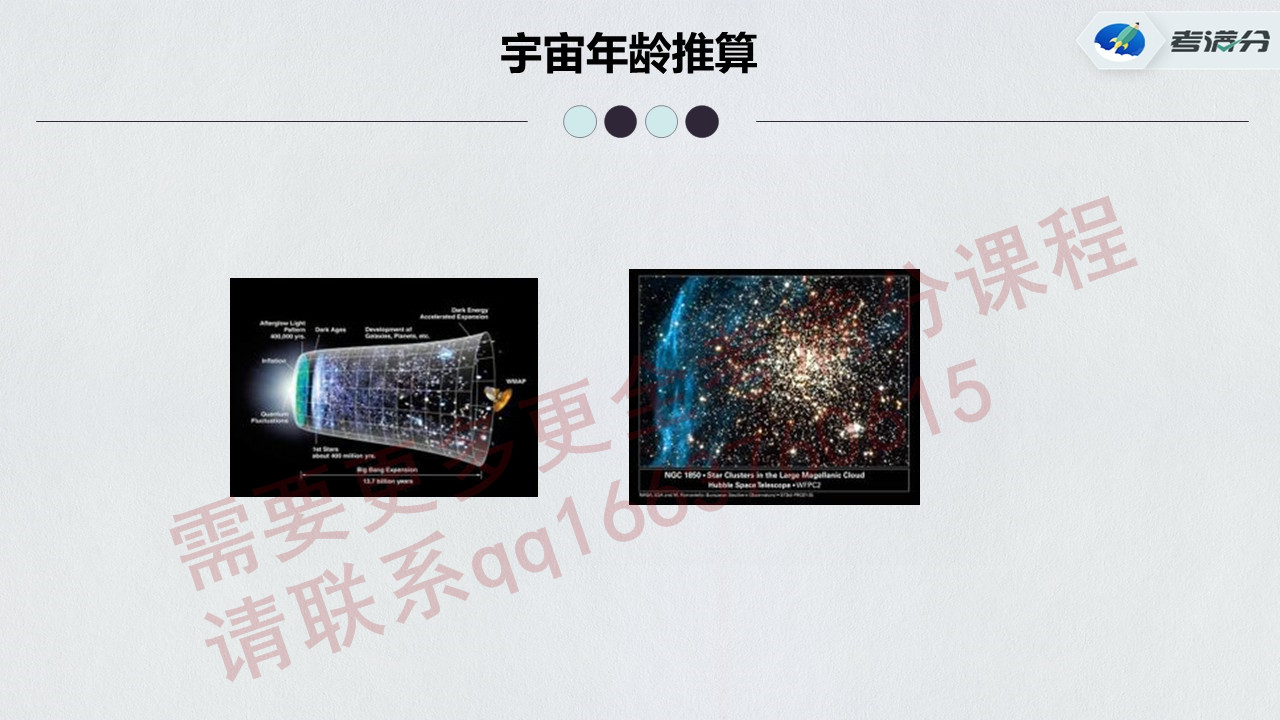 宇宙年龄推算
考满分
Dark Energy
Accelerated Expansion
Afterglow Light
Pattern
400,000 yrs.
Dark Ages
Development of
Galaxies, Planets, etc.
Inflation
WMAP
Quantum
Fluctuations
1st Stars
about 400 million yrs.
Big Bang Expansion
13.7 billion years
NGC 1850 • Star Clusters in the Large Magellanic Cloud
Hubble Space Telescope • WFPC2
需要更多更全
分课程
请联系qq166
15